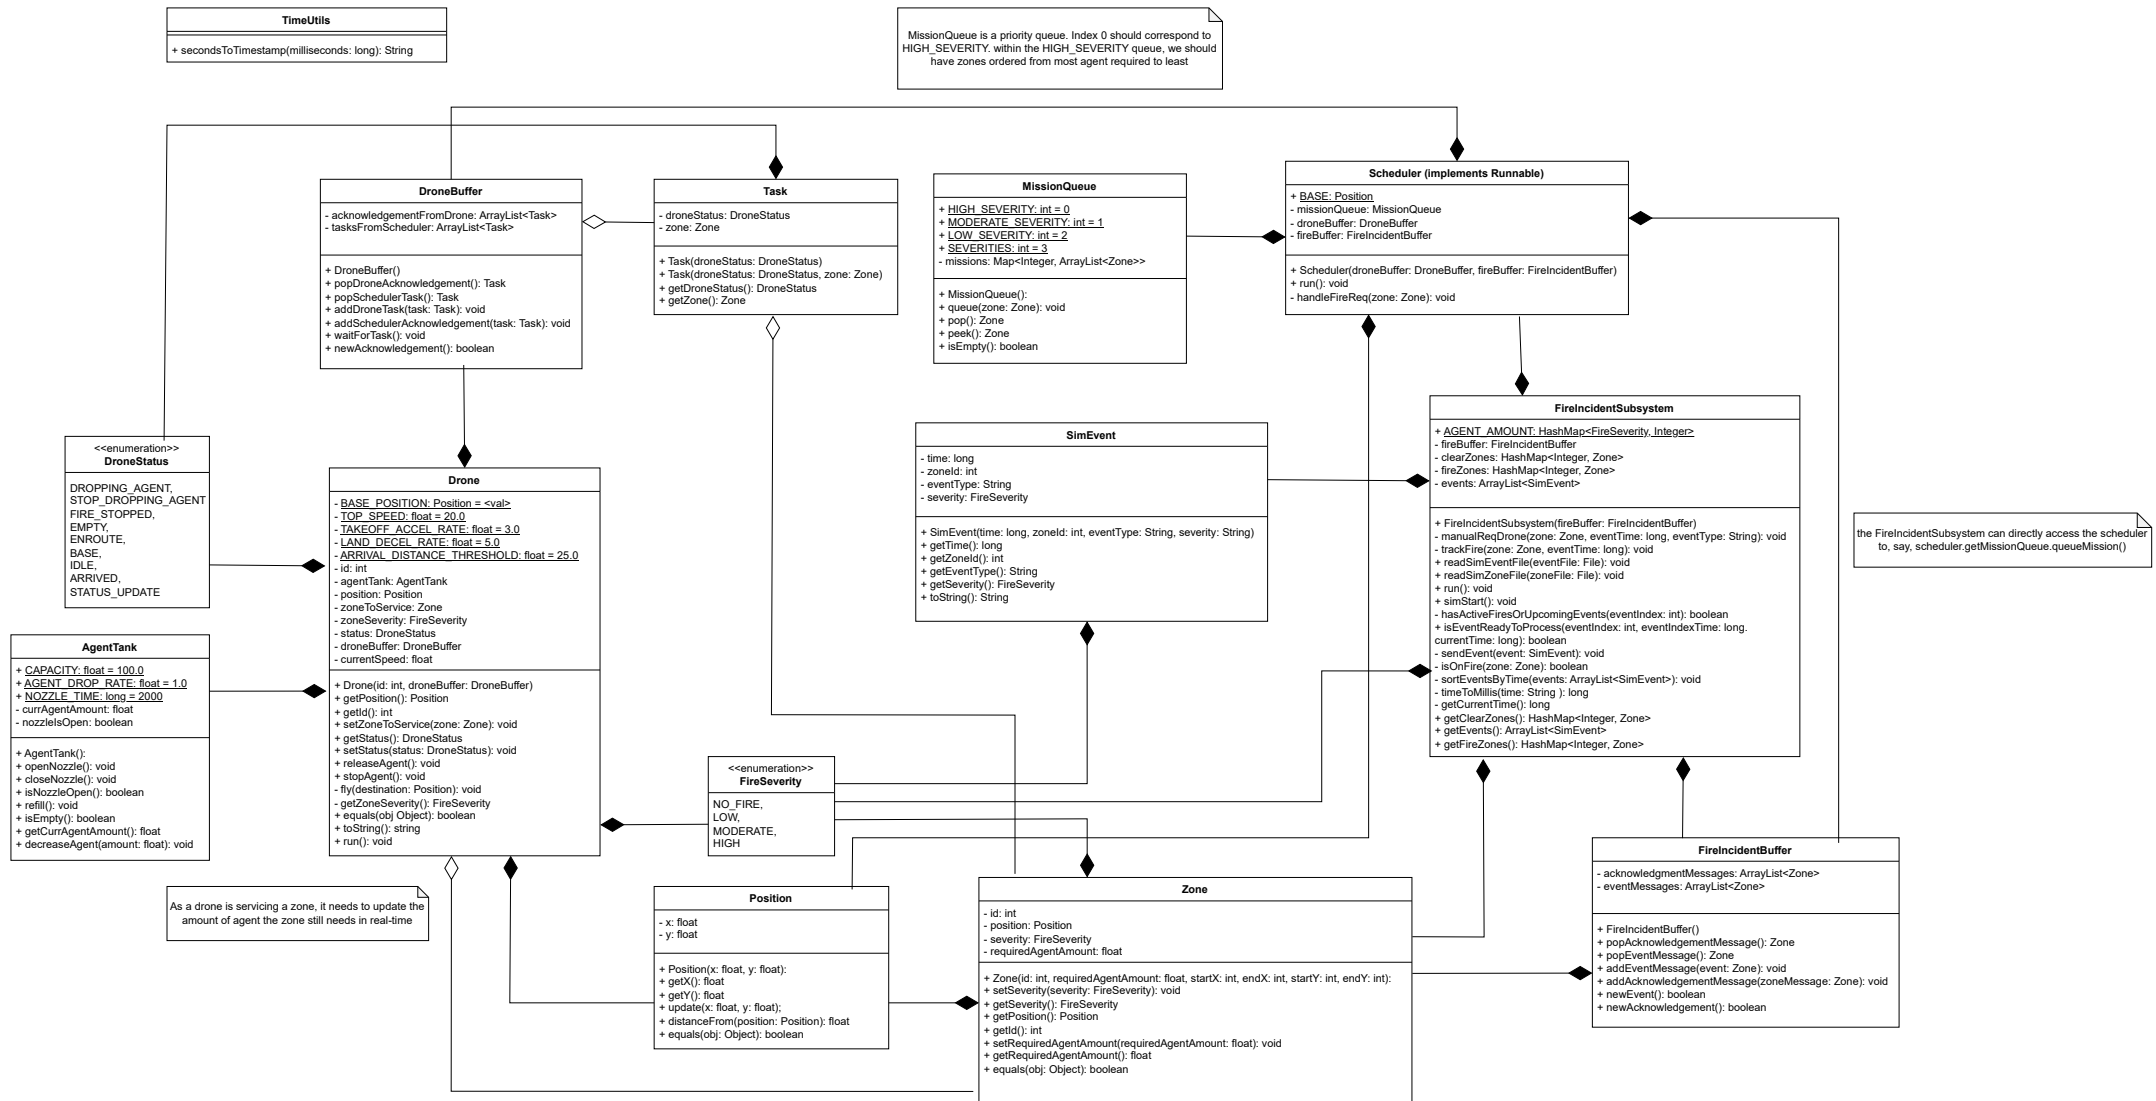 TimeUtils
+ secondsToTimestamp(milliseconds: long): String
MissionQueue is a priority queue. Index 0 should correspond to
HIGH_SEVERITY. within the HIGH_SEVERITY queue, we should
have zones ordered from most agent required to least
DroneBuffer
- acknowledgementFromDrone: ArrayList<Task>
- tasksFromScheduler: ArrayList<Task>
+ DroneBuffer()
+ popDroneAcknowledgement(): Task
+ popSchedulerTask(): Task
+ addDroneTask(task: Task): void
+ addSchedulerAcknowledgement(task: Task): void
+ waitForTask(): void
+ newAcknowledgement(): boolean
Task
- droneStatus: DroneStatus
- zone: Zone
+ Task(droneStatus: DroneStatus)
+ Task(droneStatus: DroneStatus, zone: Zone)
+ getDroneStatus(): DroneStatus
+ getZone(): Zone
MissionQueue
+ HIGH_SEVERITY: int = 0
+ MODERATE_SEVERITY: int = 1
+ LOW_SEVERITY: int = 2
+ SEVERITIES: int = 3
- missions: Map<Integer, ArrayList<Zone>>
+ MissionQueue():
+ queue(zone: Zone): void
+ pop(): Zone
+ peek(): Zone
+ isEmpty(): boolean
Scheduler (implements Runnable)
+ BASE: Position
- missionQueue: MissionQueue
- droneBuffer: DroneBuffer
- fireBuffer: FireIncidentBuffer
+ Scheduler(droneBuffer: DroneBuffer, fireBuffer: FireIncidentBuffer)
+ run(): void
- handleFireReq(zone: Zone): void
<<enumeration>>
DroneStatus
DROPPING_AGENT,
STOP_DROPPING_AGENT
FIRE_STOPPED,
EMPTY,
ENROUTE,
BASE,
IDLE,
ARRIVED,
STATUS_UPDATE
Drone
- BASE_POSITION: Position = <val>
- TOP_SPEED: float = 20.0
- TAKEOFF_ACCEL_RATE: float = 3.0
- LAND_DECEL_RATE: float = 5.0
- ARRIVAL_DISTANCE_THRESHOLD: float = 25.0
- id: int
- agentTank: AgentTank
- position: Position
- zoneToService: Zone
- zoneSeverity: FireSeverity
- status: DroneStatus
- droneBuffer: DroneBuffer
- currentSpeed: float
+ Drone(id: int, droneBuffer: DroneBuffer)
+ getPosition(): Position
+ getId(): int
+ setZoneToService(zone: Zone): void
+ getStatus(): DroneStatus
+ setStatus(status: DroneStatus): void
+ releaseAgent(): void
+ stopAgent(): void
- fly(destination: Position): void
- getZoneSeverity(): FireSeverity
+ equals(obj Object): boolean
+ toString(): string
+ run(): void
SimEvent
- time: long
- zoneId: int
- eventType: String
- severity: FireSeverity
+ SimEvent(time: long, zoneId: int, eventType: String, severity: String)
+ getTime(): long
+ getZoneId(): int
+ getEventType(): String
+ getSeverity(): FireSeverity
+ toString(): String
FireIncidentSubsystem
+ AGENT_AMOUNT: HashMap<FireSeverity, Integer>
- fireBuffer: FireIncidentBuffer
- clearZones: HashMap<Integer, Zone>
- fireZones: HashMap<Integer, Zone>
- events: ArrayList<SimEvent>
+ FireIncidentSubsystem(fireBuffer: FireIncidentBuffer)
- manualReqDrone(zone: Zone, eventTime: long, eventType: String): void
- trackFire(zone: Zone, eventTime: long): void
+ readSimEventFile(eventFile: File): void
+ readSimZoneFile(zoneFile: File): void
+ run(): void
+ simStart(): void
- hasActiveFiresOrUpcomingEvents(eventIndex: int): boolean
+ isEventReadyToProcess(eventIndex: int, eventIndexTime: long.
currentTime: long): boolean
- sendEvent(event: SimEvent): void
- isOnFire(zone: Zone): boolean
- sortEventsByTime(events: ArrayList<SimEvent>): void
- timeToMillis(time: String ): long
- getCurrentTime(): long
+ getClearZones(): HashMap<Integer, Zone>
+ getEvents(): ArrayList<SimEvent>
+ getFireZones(): HashMap<Integer, Zone>
the FireIncidentSubsystem can directly access the scheduler
to, say, scheduler.getMissionQueue.queueMission()
AgentTank
+ CAPACITY: float = 100.0
+ AGENT_DROP_RATE: float = 1.0
+ NOZZLE_TIME: long = 2000
- currAgentAmount: float
- nozzleIsOpen: boolean
+ AgentTank():
+ openNozzle(): void
+ closeNozzle(): void
+ isNozzleOpen(): boolean
+ refill(): void
+ isEmpty(): boolean
+ getCurrAgentAmount(): float
+ decreaseAgent(amount: float): void
<<enumeration>>
FireSeverity
NO_FIRE,
LOW,
MODERATE,
HIGH
As a drone is servicing a zone, it needs to update the
amount of agent the zone still needs in real-time
Position
- x: float
- y: float
+ Position(x: float, y: float):
+ getX(): float
+ getY(): float
+ update(x: float, y: float);
+ distanceFrom(position: Position): float
+ equals(obj: Object): boolean
Zone
- id: int
- position: Position
- severity: FireSeverity
- requiredAgentAmount: float
+ Zone(id: int, requiredAgentAmount: float, startX: int, endX: int, startY: int, endY: int):
+ setSeverity(severity: FireSeverity): void
+ getSeverity(): FireSeverity
+ getPosition(): Position
+ getId(): int
+ setRequiredAgentAmount(requiredAgentAmount: float): void
+ getRequiredAgentAmount(): float
+ equals(obj: Object): boolean
FireIncidentBuffer
- acknowledgmentMessages: ArrayList<Zone>
- eventMessages: ArrayList<Zone>
+ FireIncidentBuffer()
+ popAcknowledgementMessage(): Zone
+ popEventMessage(): Zone
+ addEventMessage(event: Zone): void
+ addAcknowledgementMessage(zoneMessage: Zone): void
+ newEvent(): boolean
+ newAcknowledgement(): boolean